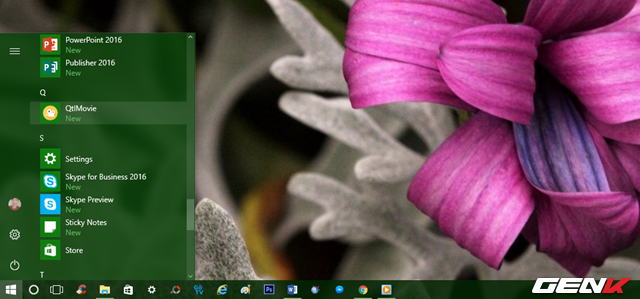 PowerPoint 2016
New
Publisher 2016
New
Q
QtlMovie
New
S
Settings
Skype for Business 2016
New
Skype Preview
New
Sticky Notes
New
Store
T
GENK